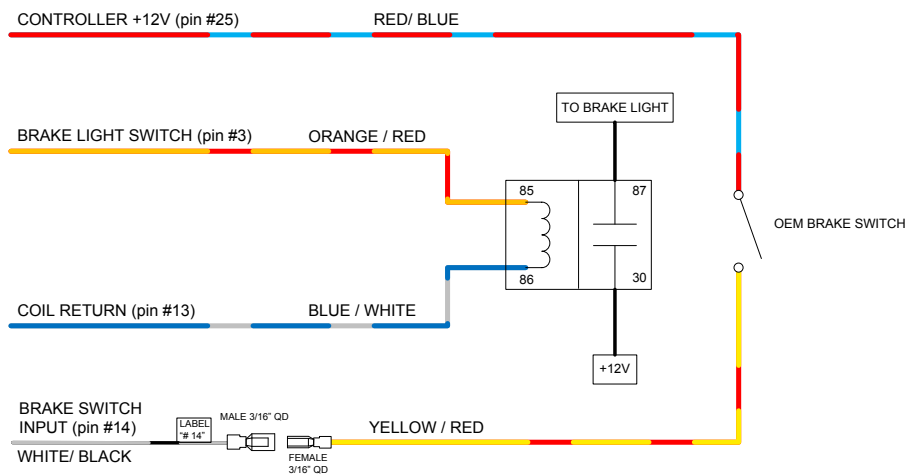 CONTROLLER +12V (pin #25)
RED/ BLUE
TO BRAKE LIGHT
BRAKE LIGHT SWITCH (pin #3)
ORANGE / RED
85
87
OEM BRAKE SWITCH
86
30
COIL RETURN (pin #13)
BLUE / WHITE
+12V
BRAKE SWITCH
INPUT (pin #14)
WHITE/ BLACK
LABEL
"# 14"
MALE 3/16" QD
FEMALE
3/16" QD
YELLOW / RED